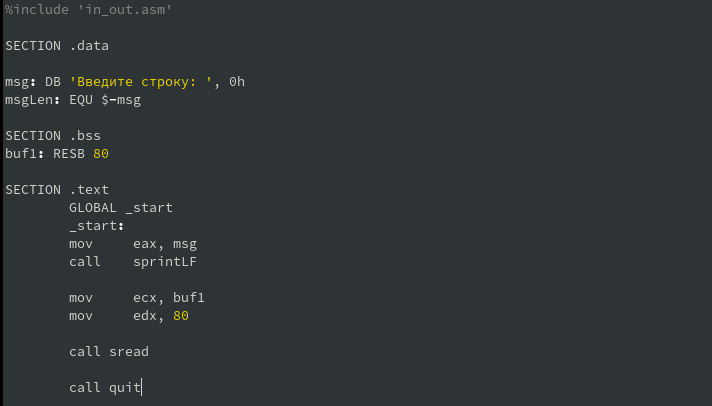 %include 'in_out.asm'
SECTION .data
msg: DB 'Введите строку: ', 0h
msgLen: EQU $-msg
SECTION .bss
buf1: RESB 80
SECTION .text
GLOBAL _start
_start:
mov eax, msg
call sprintLF
mov ecx, buf1
mov edx, 80
call sread
call quit